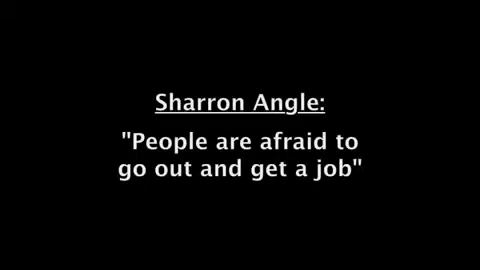 Sharron Angle:
"People are afraid to
go out and get a job"